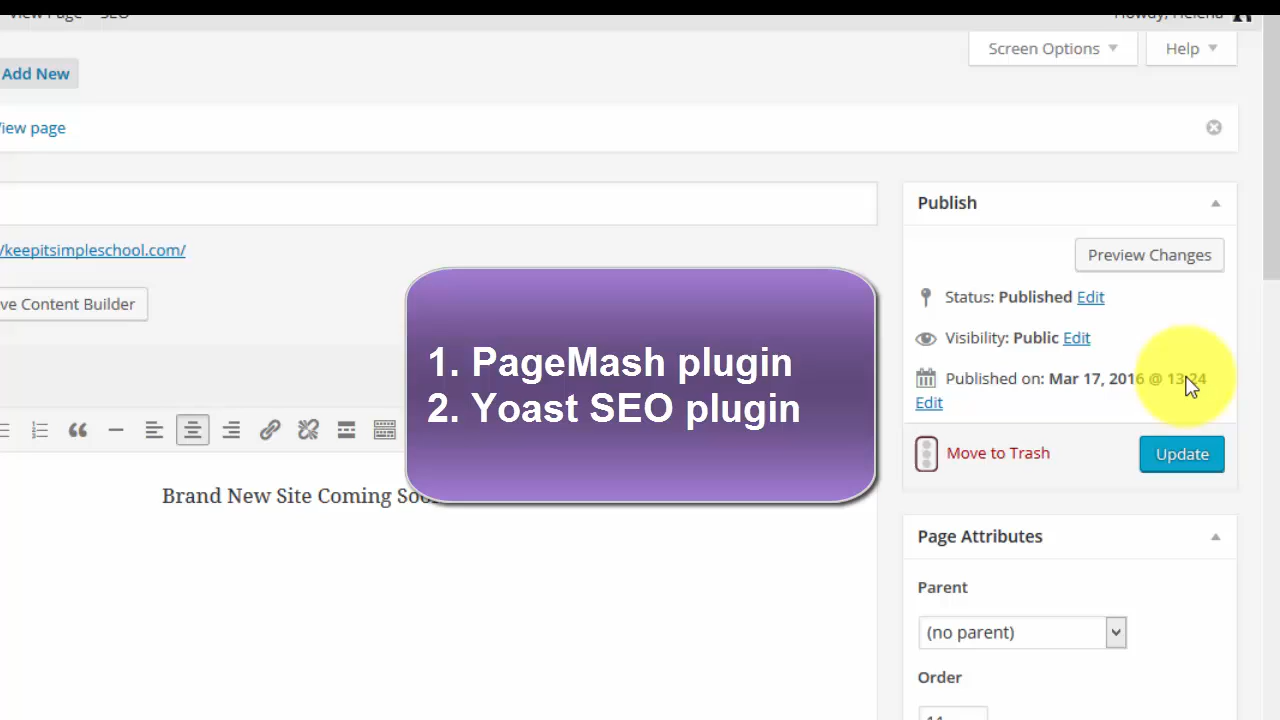 View Page SEO
Howdy, Helena
Screen Options
Help
Add New
View page
Publish
/keepitsimpleschool.com/
Preview Changes
ve Content Builder
Status: Published Edit
Visibility: Public Edit
Published on: Mar 17, 2016 @ 13:24
Edit
1. PageMash plugin
2. Yoast SEO plugin
Move to Trash
Update
Brand New Site Coming Soo
Page Attributes
Parent
(no parent)
Order